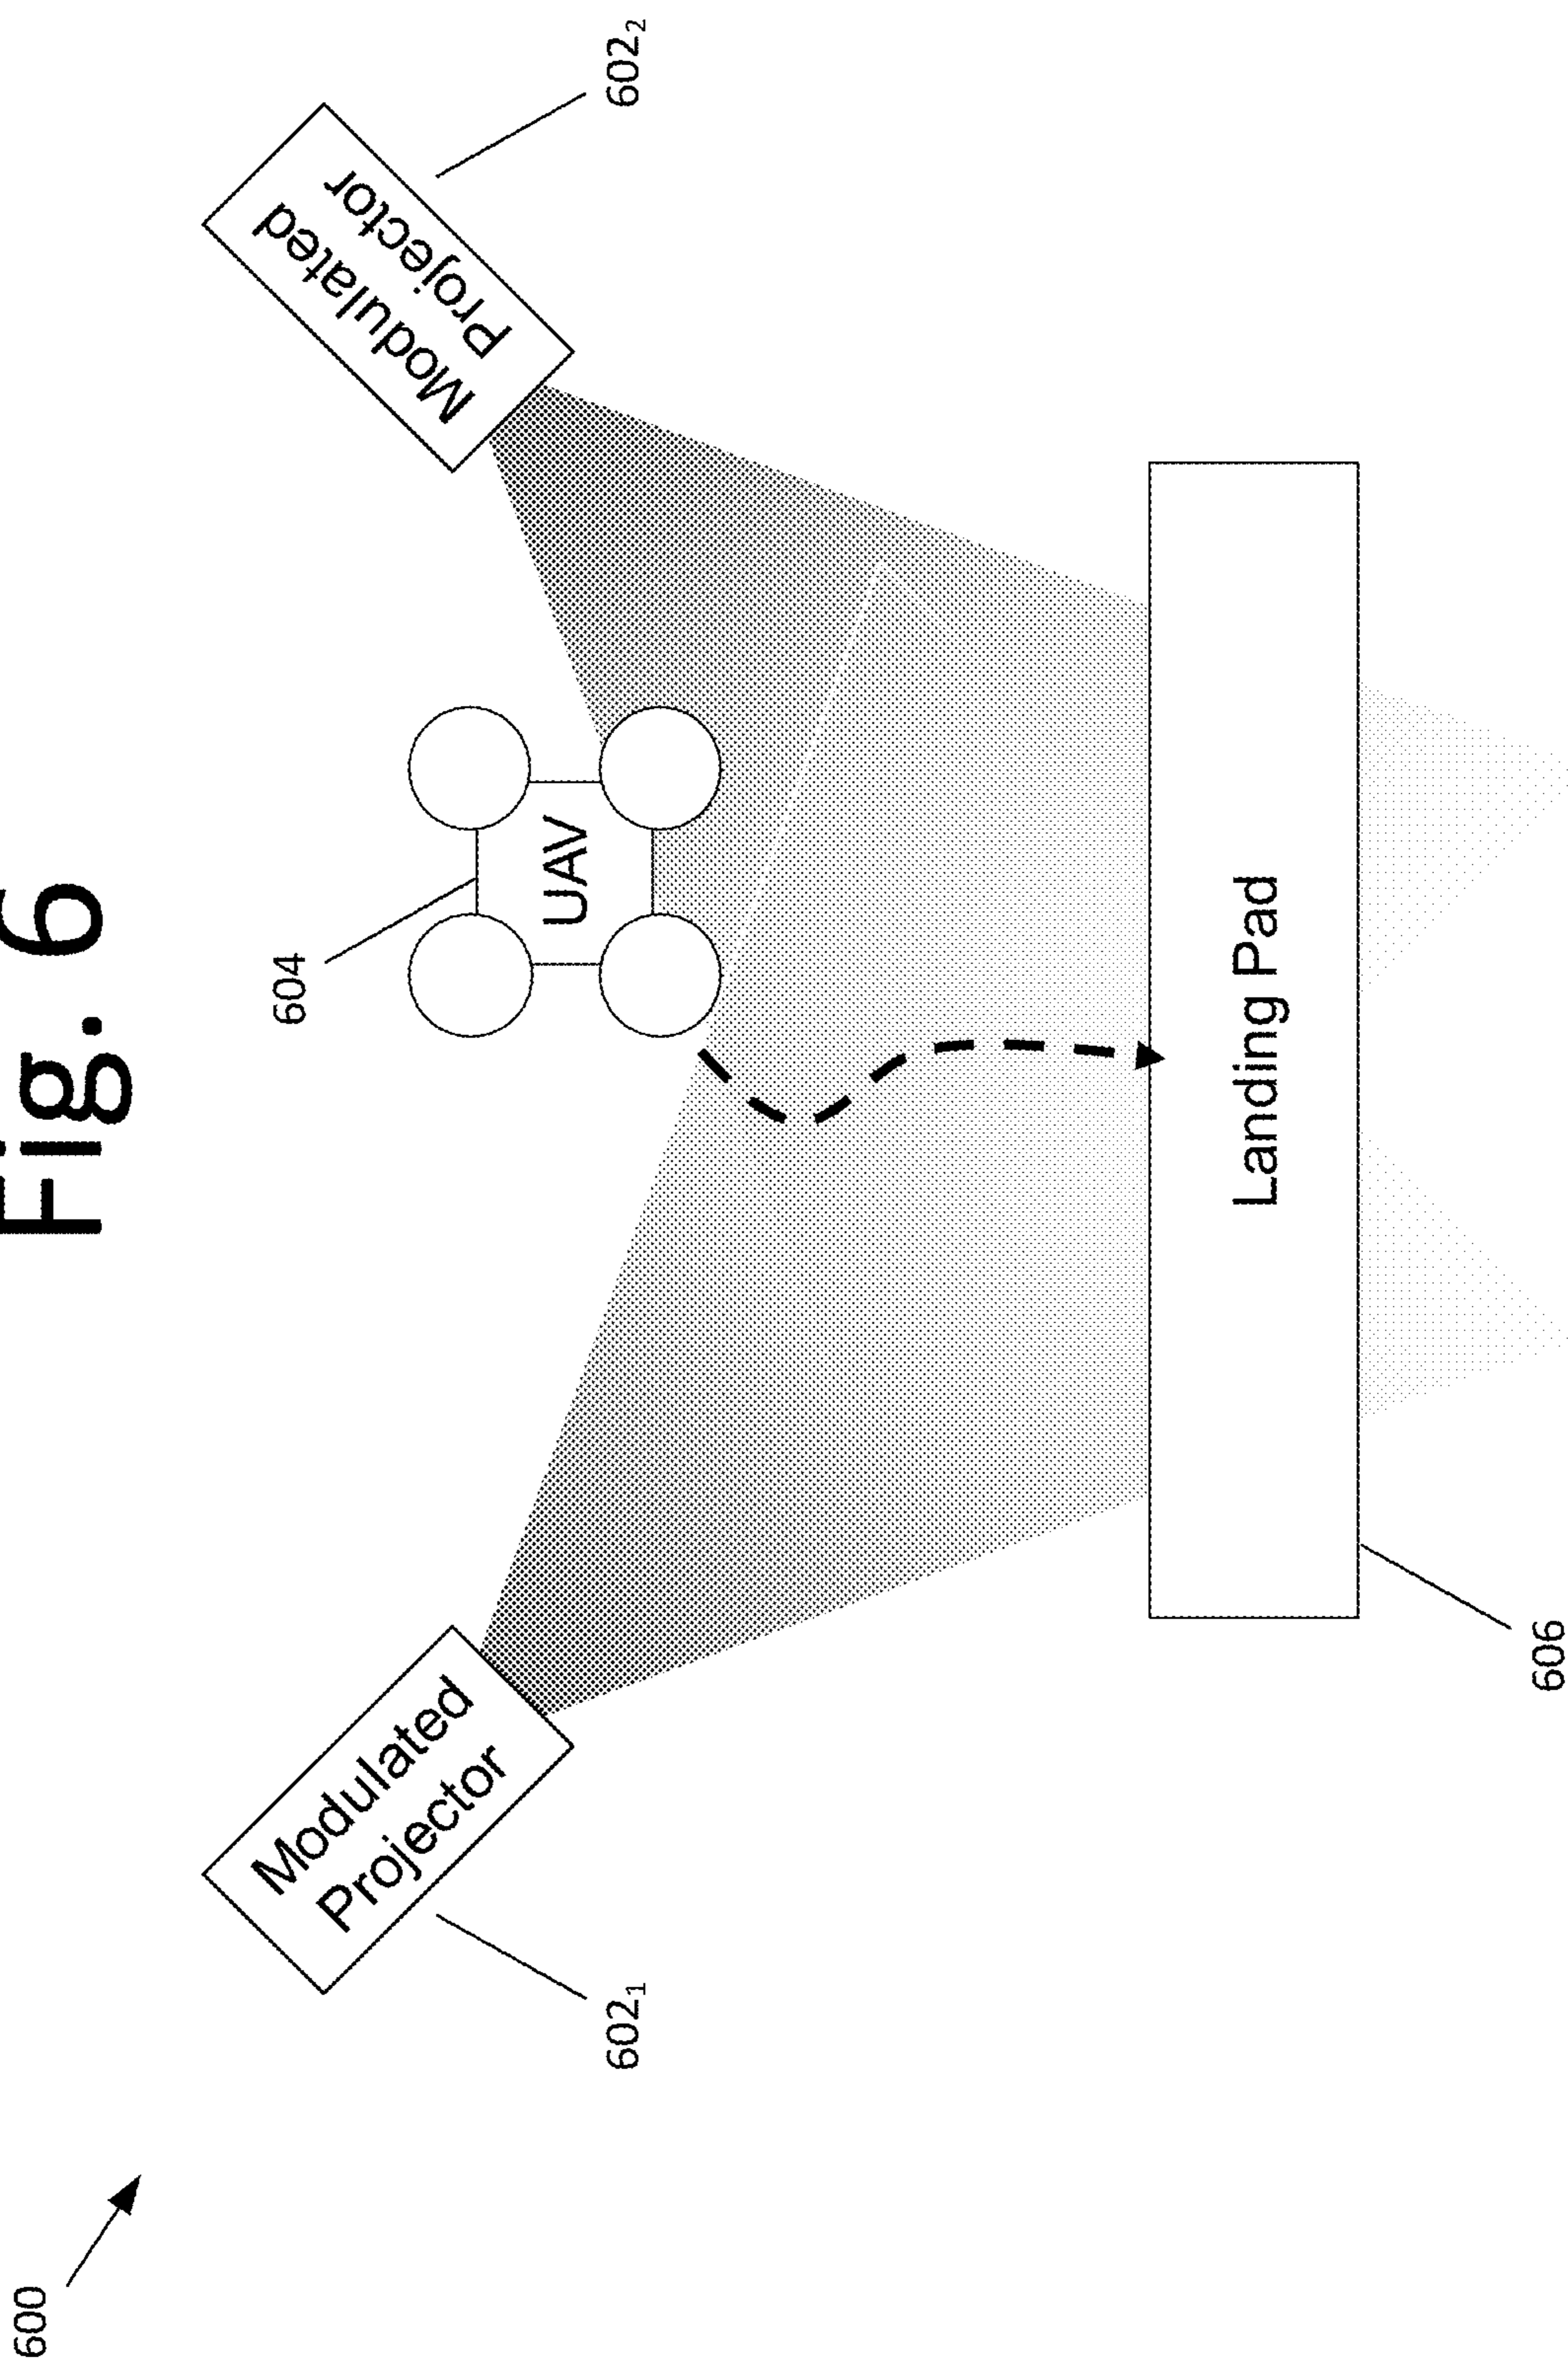 Fig. 6
600
604
602₁
602₂
Modulated
Projector
Modulated
Projector
UAV
Landing Pad
606